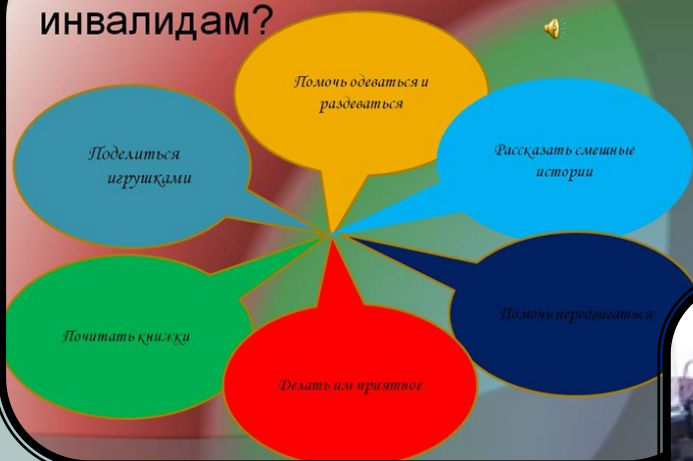 инвалидам?
Помочь одеваться и
раздеваться
Поделиться
игрушками
Рассказать смешные
истории
Почитать книжки
Помочь передвигаться
Делать им приятное